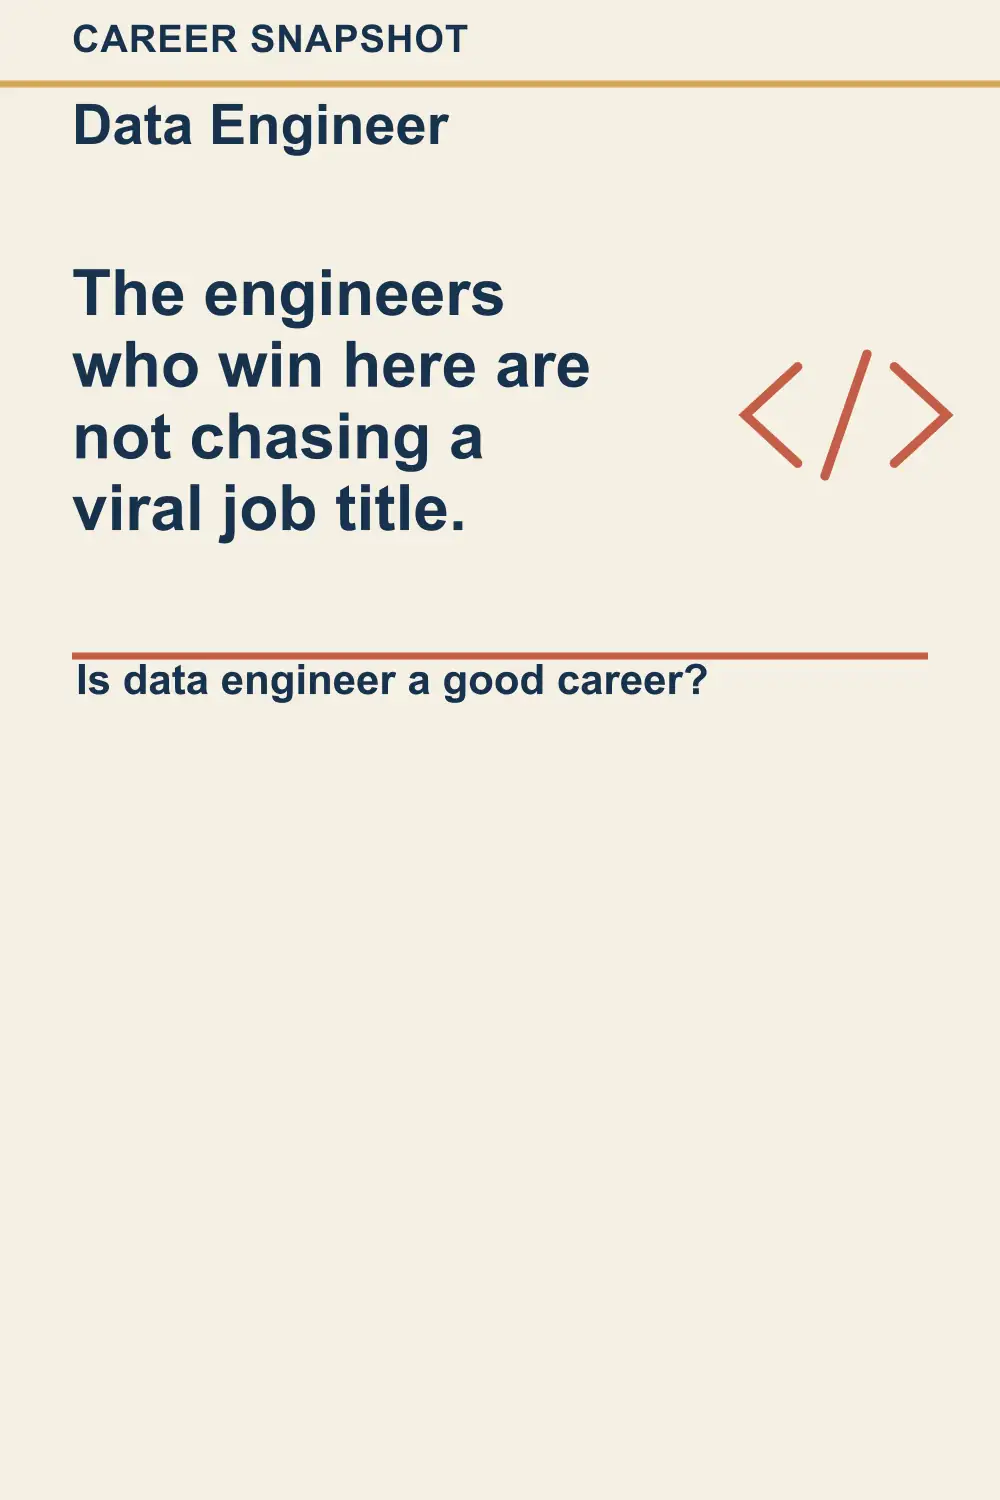 CAREER SNAPSHOT
Data Engineer
The engineers
who win here are
not chasing a
viral job title.
Is data engineer a good career?